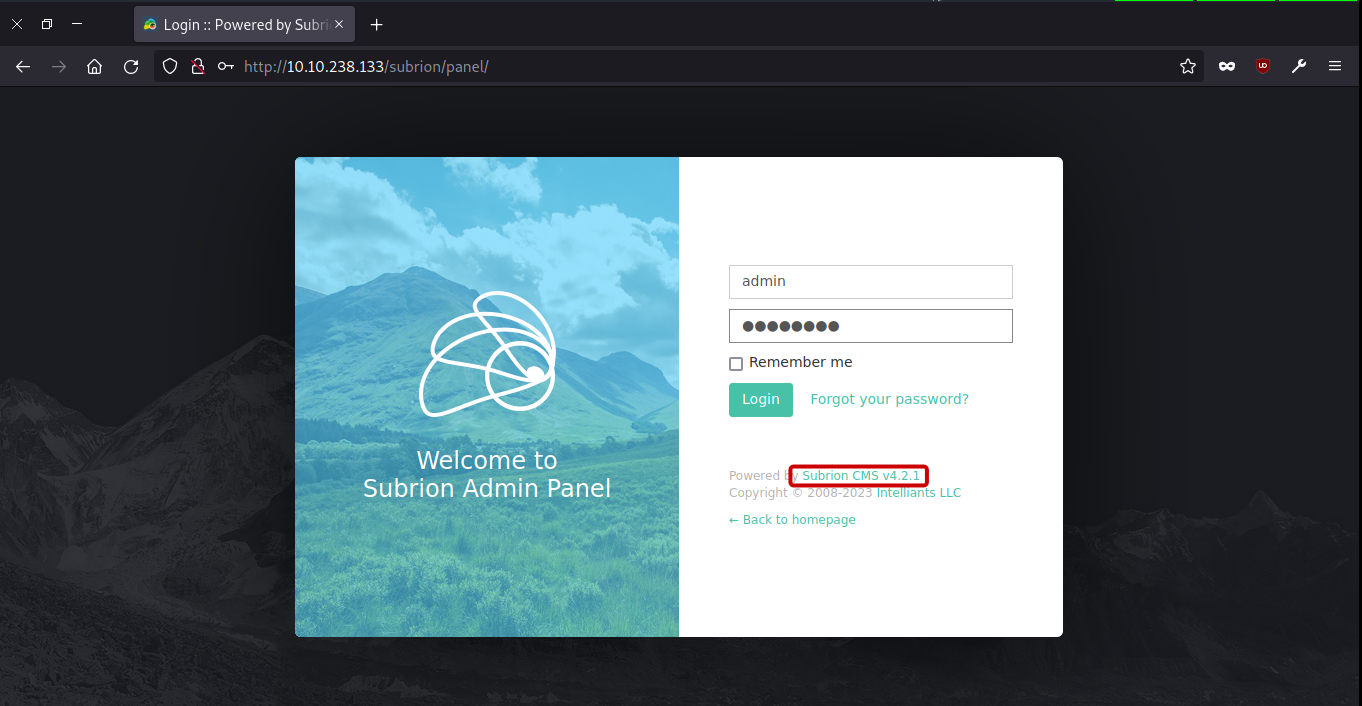 Login :: Powered by Subri
http://10.10.238.133/subrion/panel/
Welcome to
Subrion Admin Panel
admin
Remember me
Login Forgot your password?
Powered by Subrion CMS v4.2.1
Copyright © 2008-2023 Intelliants LLC
← Back to homepage